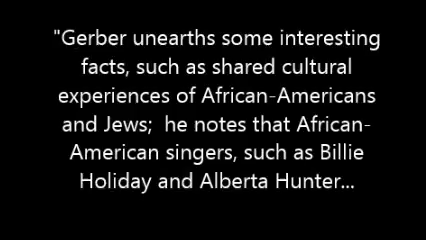 "Gerber unearths some interesting
facts, such as shared cultural
experiences of African-Americans
and Jews;  he notes that African-
American singers, such as Billie
Holiday and Alberta Hunter...